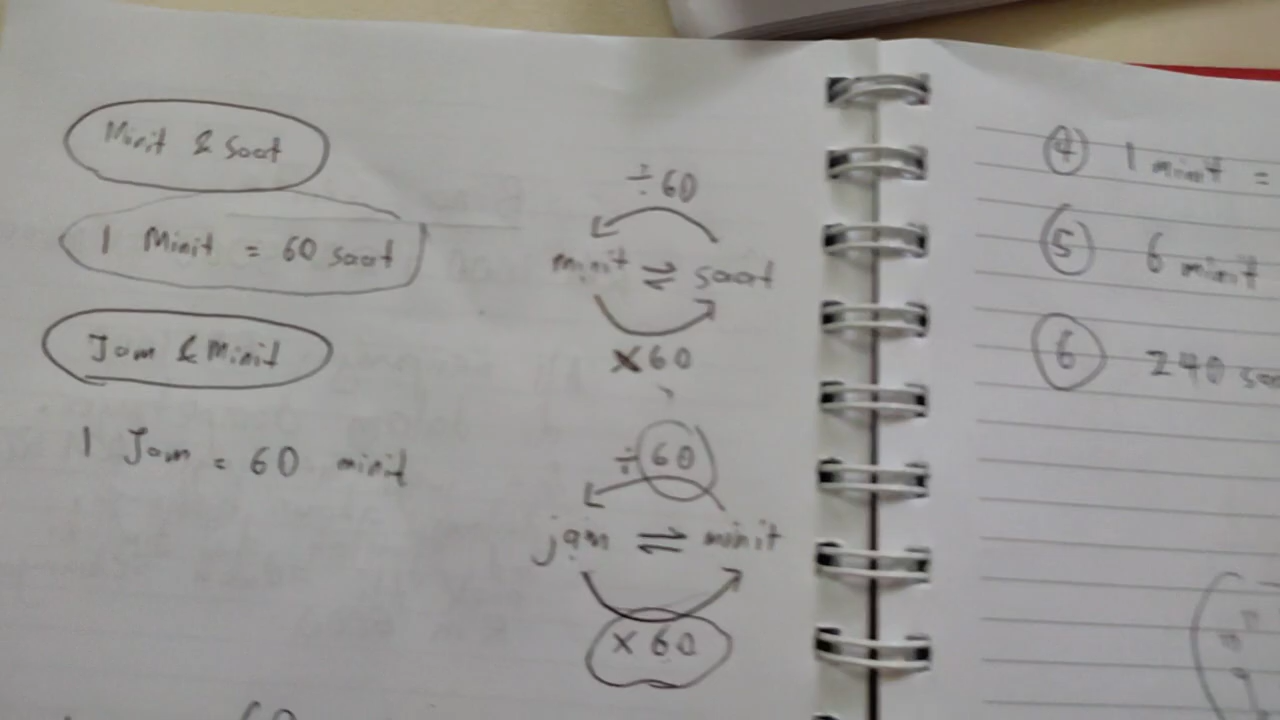 Minit & Saat
1 Minit = 60 saat
÷60
minit ⇌ saat
×60
Jam & Minit
1 Jam = 60 minit
÷60
jam ⇌ minit
×60
④ 1 minit =
⑤ 6 minit
⑥ 240